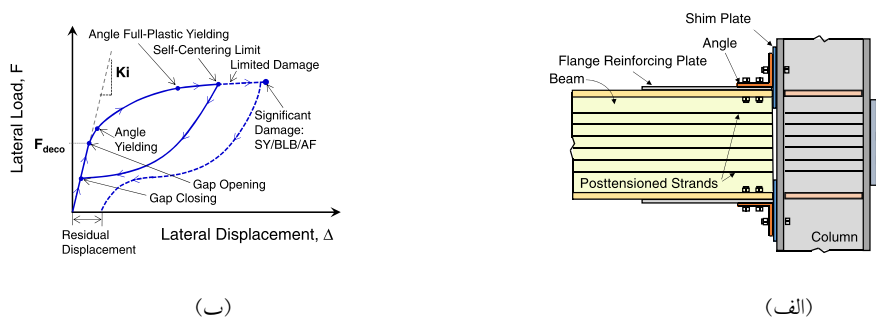 Angle Full-Plastic Yielding
Self-Centering Limit
Limited Damage
Ki
Lateral Load, F
F_deco
Angle
Yielding
Significant
Damage:
SY/BLB/AF
Gap Opening
Gap Closing
Residual
Displacement
Lateral Displacement, Δ
(ب)
Shim Plate
Angle
Flange Reinforcing Plate
Beam
Posttensioned Strands
Column
(الف)